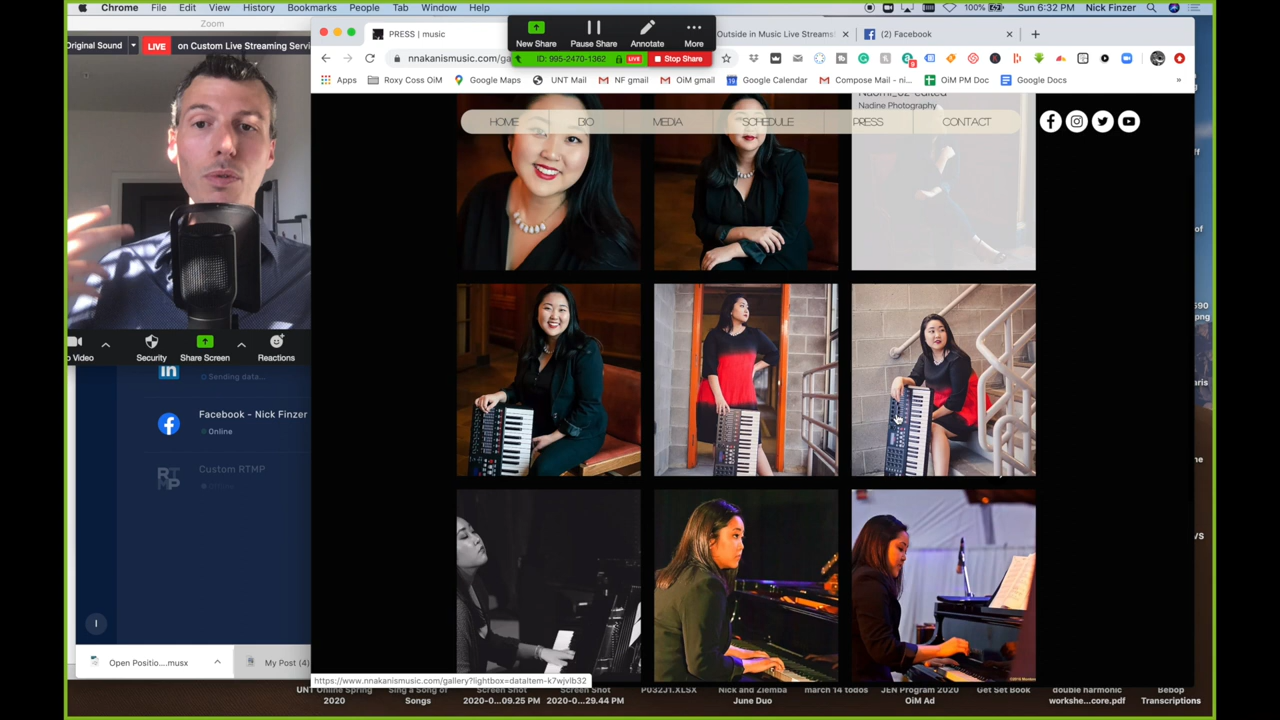 Chrome File Edit View History Bookmarks People Tab Window Help 100% Sun 6:32 PM Nick Finzer
Zoom
Original Sound
LIVE on Custom Live Streaming Servi
PRESS | music
New Share Pause Share Annotate More
ID: 995-2470-1362 LIVE Stop Share
Outside in Music Live Streams!
(2) Facebook
nnakanismusic.com/ga
Apps Roxy Coss OiM Google Maps UNT Mail NF gmail OiM gmail Google Calendar Compose Mail - ni... OiM PM Doc Google Docs »
Nadine Photography
HOME BIO MEDIA SCHEDULE PRESS CONTACT
Security Share Screen Reactions
Sending data...
Facebook - Nick Finzer
Online
Custom RTMP
Open Positio....musx
My Post (4)
https://www.nnakanismusic.com/gallery?lightbox=dataItem-k7wjvlb32
UNT Online Spring 2020
Sing a Song of Songs
Screen Shot 2020-0...09.25 PM
Screen Shot 2020-0...29.44 PM
P032J1.XLSX
Nick and Ziemba June Duo
march 14 todos
JEN Program 2020 OiM Ad
Get Set Book
double harmonic workshe...core.pdf
Bebop Transcriptions